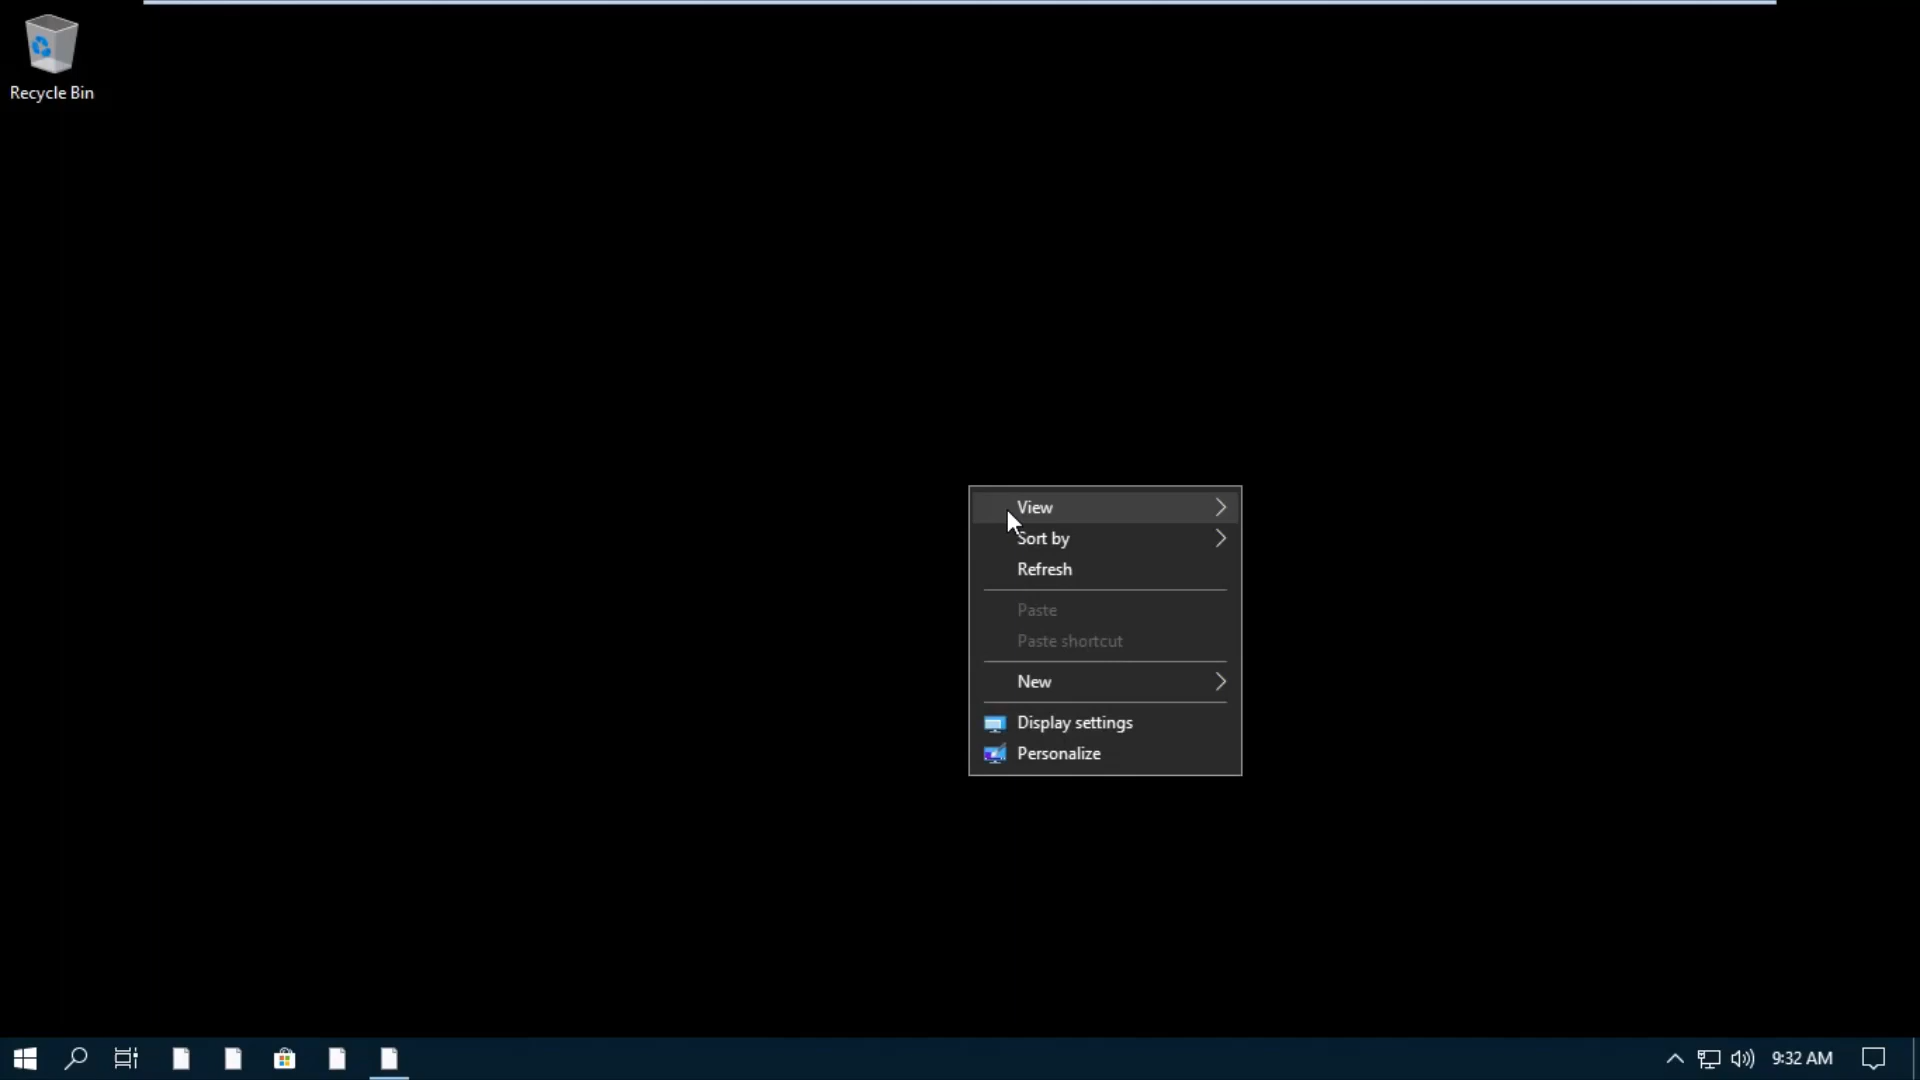 Recycle Bin
View
Sort by
Refresh
Paste
Paste shortcut
New
Display settings
Personalize
9:32 AM